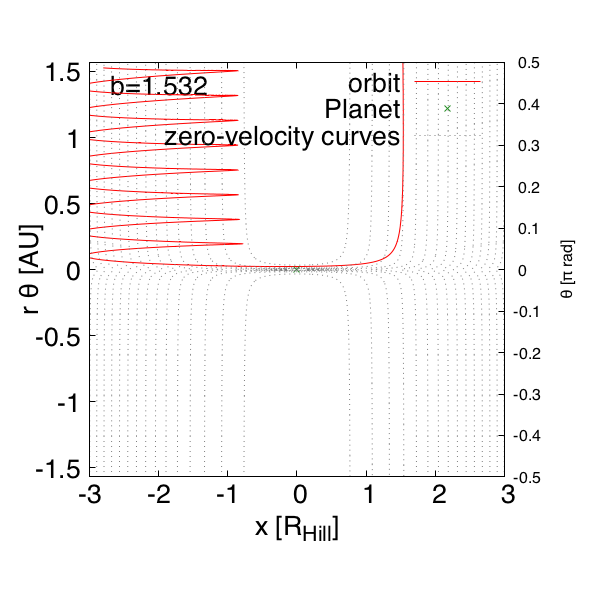 b=1.532
orbit
Planet
zero-velocity curves
r θ [AU]
1.5
1
0.5
0
-0.5
-1
-1.5
0.5
0.4
0.3
0.2
0.1
0
-0.1
-0.2
-0.3
-0.4
-0.5
θ [π rad]
-3 -2 -1 0 1 2 3
x [R_Hill]